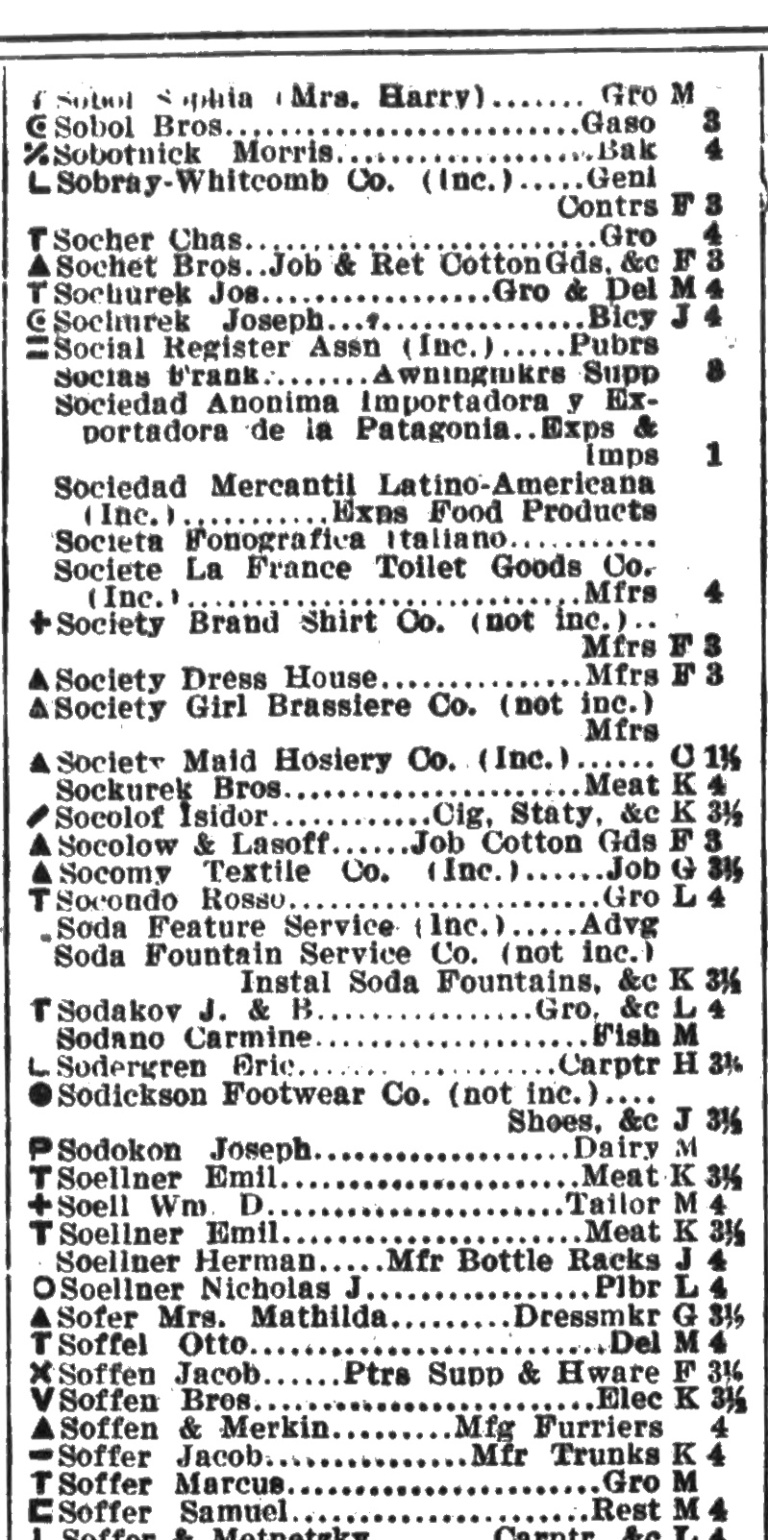 Sobol Sophia (Mrs. Harry)....... Gro M
Sobol Bros............................Gaso 3
Sobotnick Morris....................Bak 4
Sobray-Whitcomb Co. (Inc.).....Genl
Contrs F 3
T Socher Chas............................Gro 4
▲ Sochet Bros..Job & Ret Cotton Gds, &c F 3
T Sochurek Jos..................Gro & Del M 4
Sochurek Joseph...................Bicy J 4
Social Register Assn (Inc.).....Pubrs
Socias Frank.........Awningmkrs Supp 8
Sociedad Anonima Importadora y Ex-
portadora de la Patagonia..Exps &
Imps 1
Sociedad Mercantil Latino-Americana
(Inc.)............Exps Food Products
Societa Fonografica Italiano...........
Societe La France Toilet Goods Co.
(Inc.)................................Mfrs 4
+ Society Brand Shirt Co. (not inc.)..
Mfrs F 3
▲ Society Dress House...............Mfrs F 3
▲ Society Girl Brassiere Co. (not inc.)
Mfrs
▲ Society Maid Hosiery Co. (Inc.)...... O 1½
Sockurek Bros.......................Meat K 4
Socolof Isidor............Cig, Staty, &c K 3½
▲ Socolow & Lasoff......Job Cotton Gds F 3
▲ Socomy Textile Co. (Inc.)......Job G 3½
T Socondo Rosso........................Gro L 4
Soda Feature Service (Inc.).....Advg
Soda Fountain Service Co. (not inc.)
Instal Soda Fountains, &c K 3½
T Sodakov J. & B.................Gro, &c L 4
Sodano Carmine.....................Fish M
L Sodergren Eric....................Carptr H 3½
● Sodickson Footwear Co. (not inc.)....
Shoes, &c J 3½
P Sodokon Joseph....................Dairy M
T Soellner Emil.......................Meat K 3½
+ Soell Wm. D.......................Tailor M 4
T Soellner Emil.......................Meat K 3½
Soellner Herman.....Mfr Bottle Racks J 4
O Soellner Nicholas J.................Plbr L 4
▲ Sofer Mrs. Mathilda.........Dressmkr G 3½
T Soffel Otto............................Del M 4
X Soffen Jacob......Ptrs Supp & Hware F 3½
V Soffen Bros...........................Elec K 3½
▲ Soffen & Merkin.........Mfg Furriers 4
– Soffer Jacob................Mfr Trunks K 4
T Soffer Marcus........................Gro M
Soffer Samuel.......................Rest M 4
Soffer &